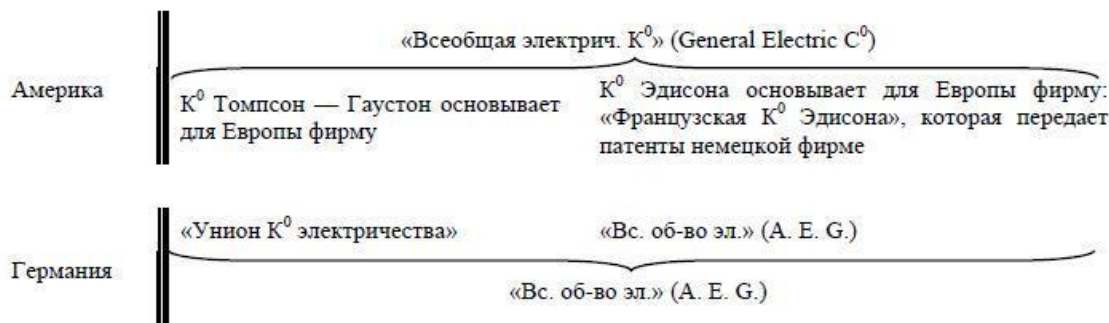 «Всеобщая электрич. К⁰» (General Electric C⁰)
Америка
К⁰ Томпсон — Гаустон основывает
для Европы фирму
К⁰ Эдисона основывает для Европы фирму:
«Французская К⁰ Эдисона», которая передает
патенты немецкой фирме
«Унион К⁰ электричества»
«Вс. об-во эл.» (A. E. G.)
Германия
«Вс. об-во эл.» (A. E. G.)